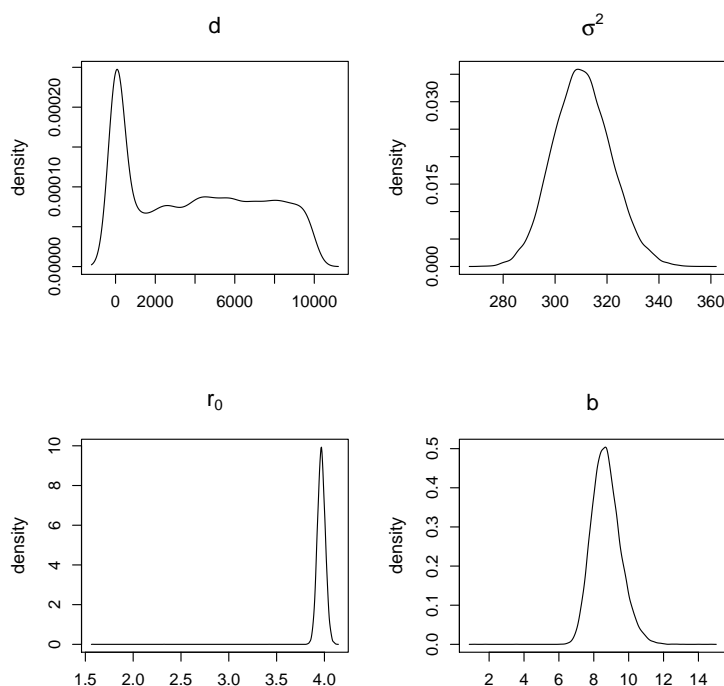 d
density
0.00000 0.00010 0.00020
0 2000 6000 10000
σ²
density
0.000 0.015 0.030
280 300 320 340 360
r₀
density
0 2 4 6 8 10
1.5 2.0 2.5 3.0 3.5 4.0
b
density
0.0 0.1 0.2 0.3 0.4 0.5
2 4 6 8 10 12 14